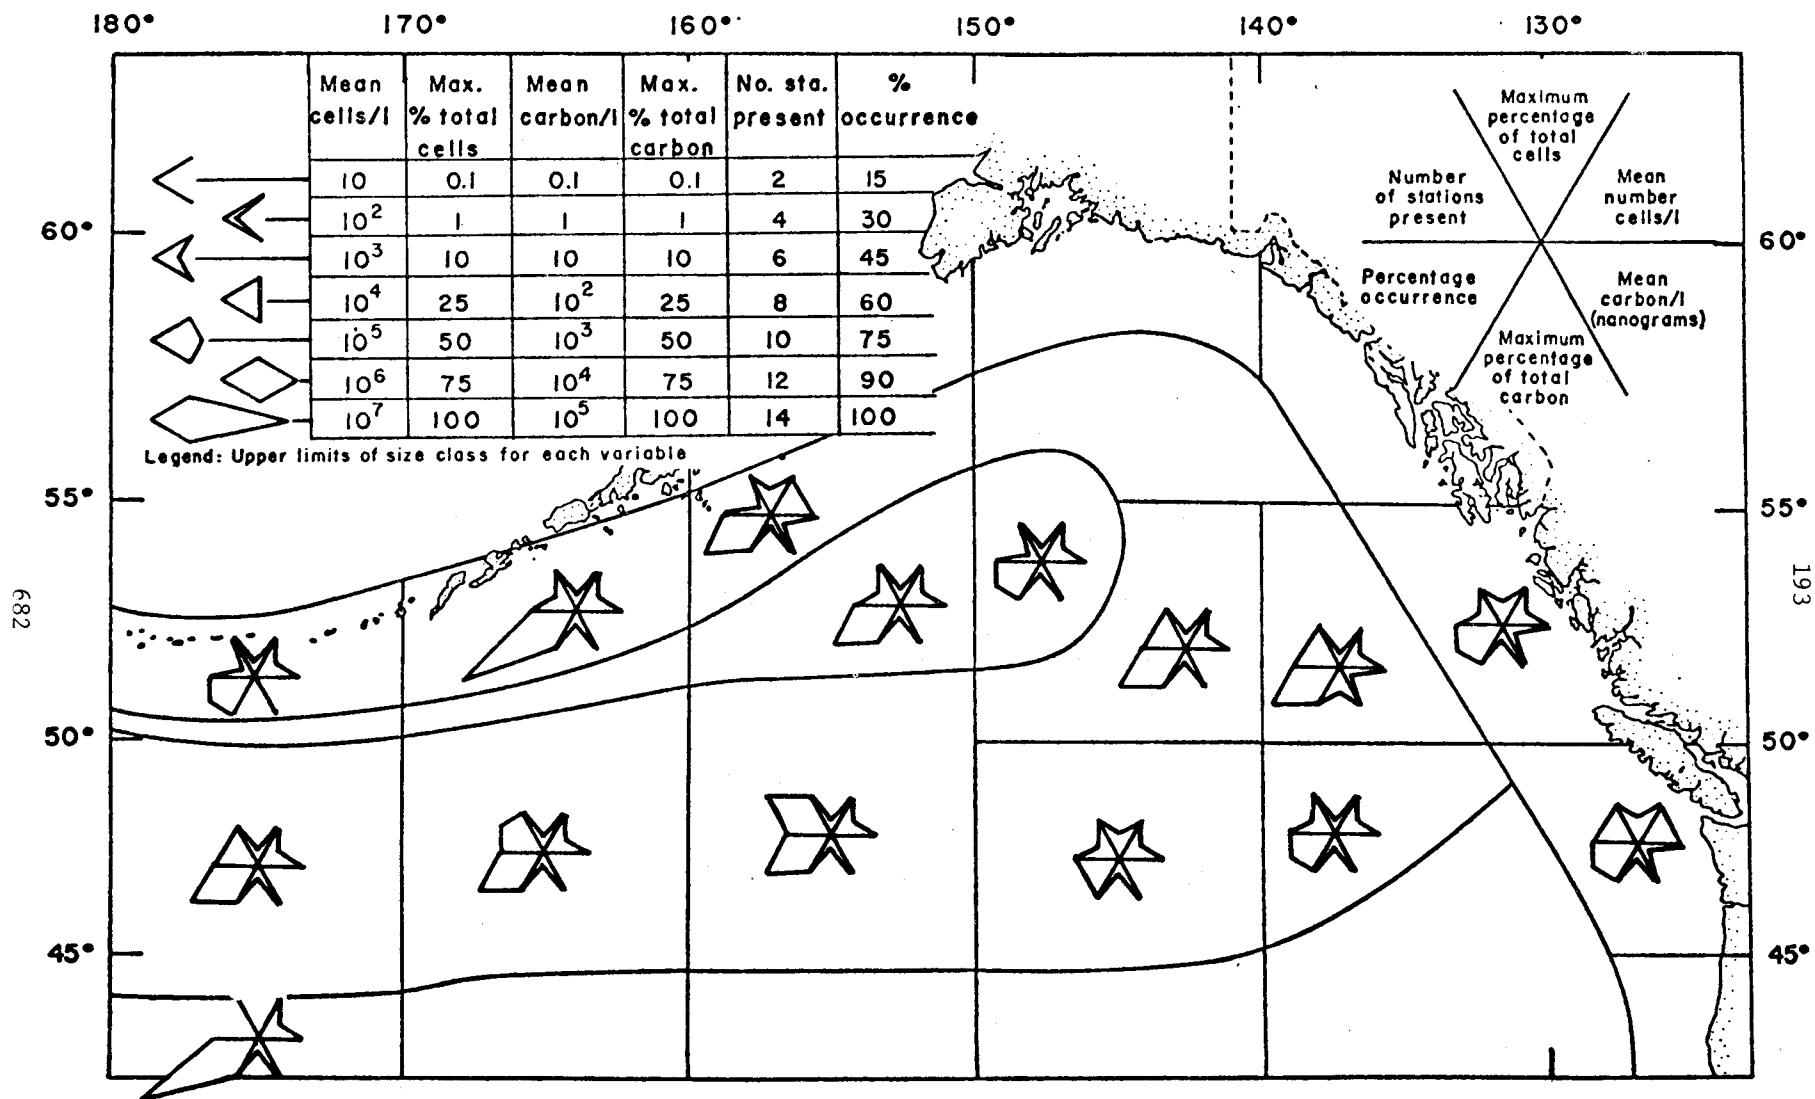 180° 170° 160° 150° 140° 130°
Mean cells/l
Max. % total cells
Mean carbon/l
Max. % total carbon
No. sta. present
% occurrence
10 0.1 0.1 0.1 2 15
10² 1 1 1 4 30
10³ 10 10 10 6 45
10⁴ 25 10² 25 8 60
10⁵ 50 10³ 50 10 75
10⁶ 75 10⁴ 75 12 90
10⁷ 100 10⁵ 100 14 100
Legend: Upper limits of size class for each variable
Maximum
percentage
of total
cells
Number
of stations
present
Mean
number
cells/l
Percentage
occurrence
Mean
carbon/l
(nanograms)
Maximum
percentage
of total
carbon
60° 60°
55° 55°
50° 50°
45° 45°
682
193